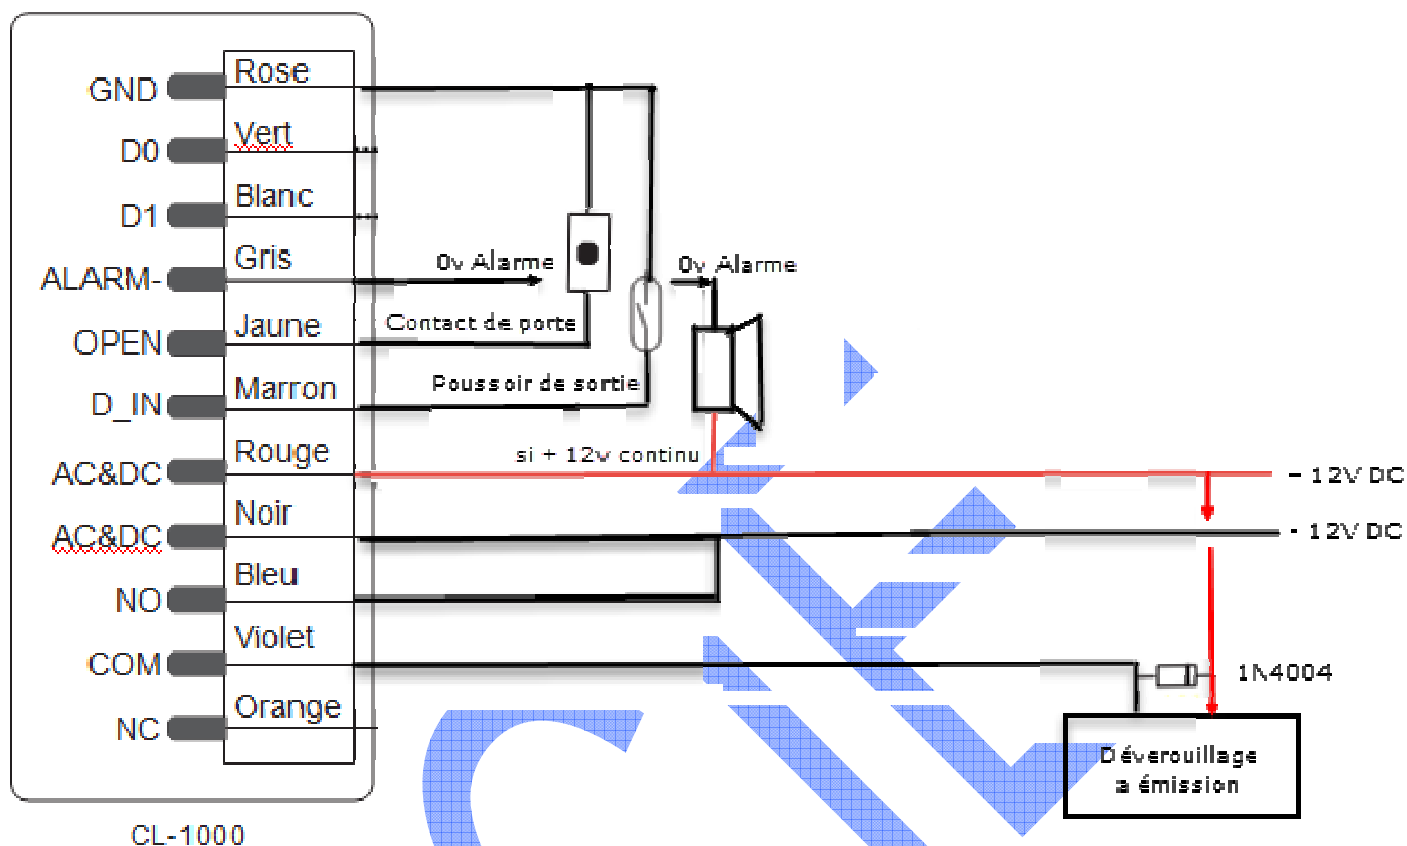 GND Rose
D0 Vert
D1 Blanc
ALARM- Gris
0v Alarme
0v Alarme
OPEN Jaune
Contact de porte
D_IN Marron
Poussoir de sortie
AC&DC Rouge
si + 12v continu
- 12V DC
AC&DC Noir
- 12V DC
NO Bleu
COM Violet
1N4004
NC Orange
Déverouillage
a émission
CL-1000